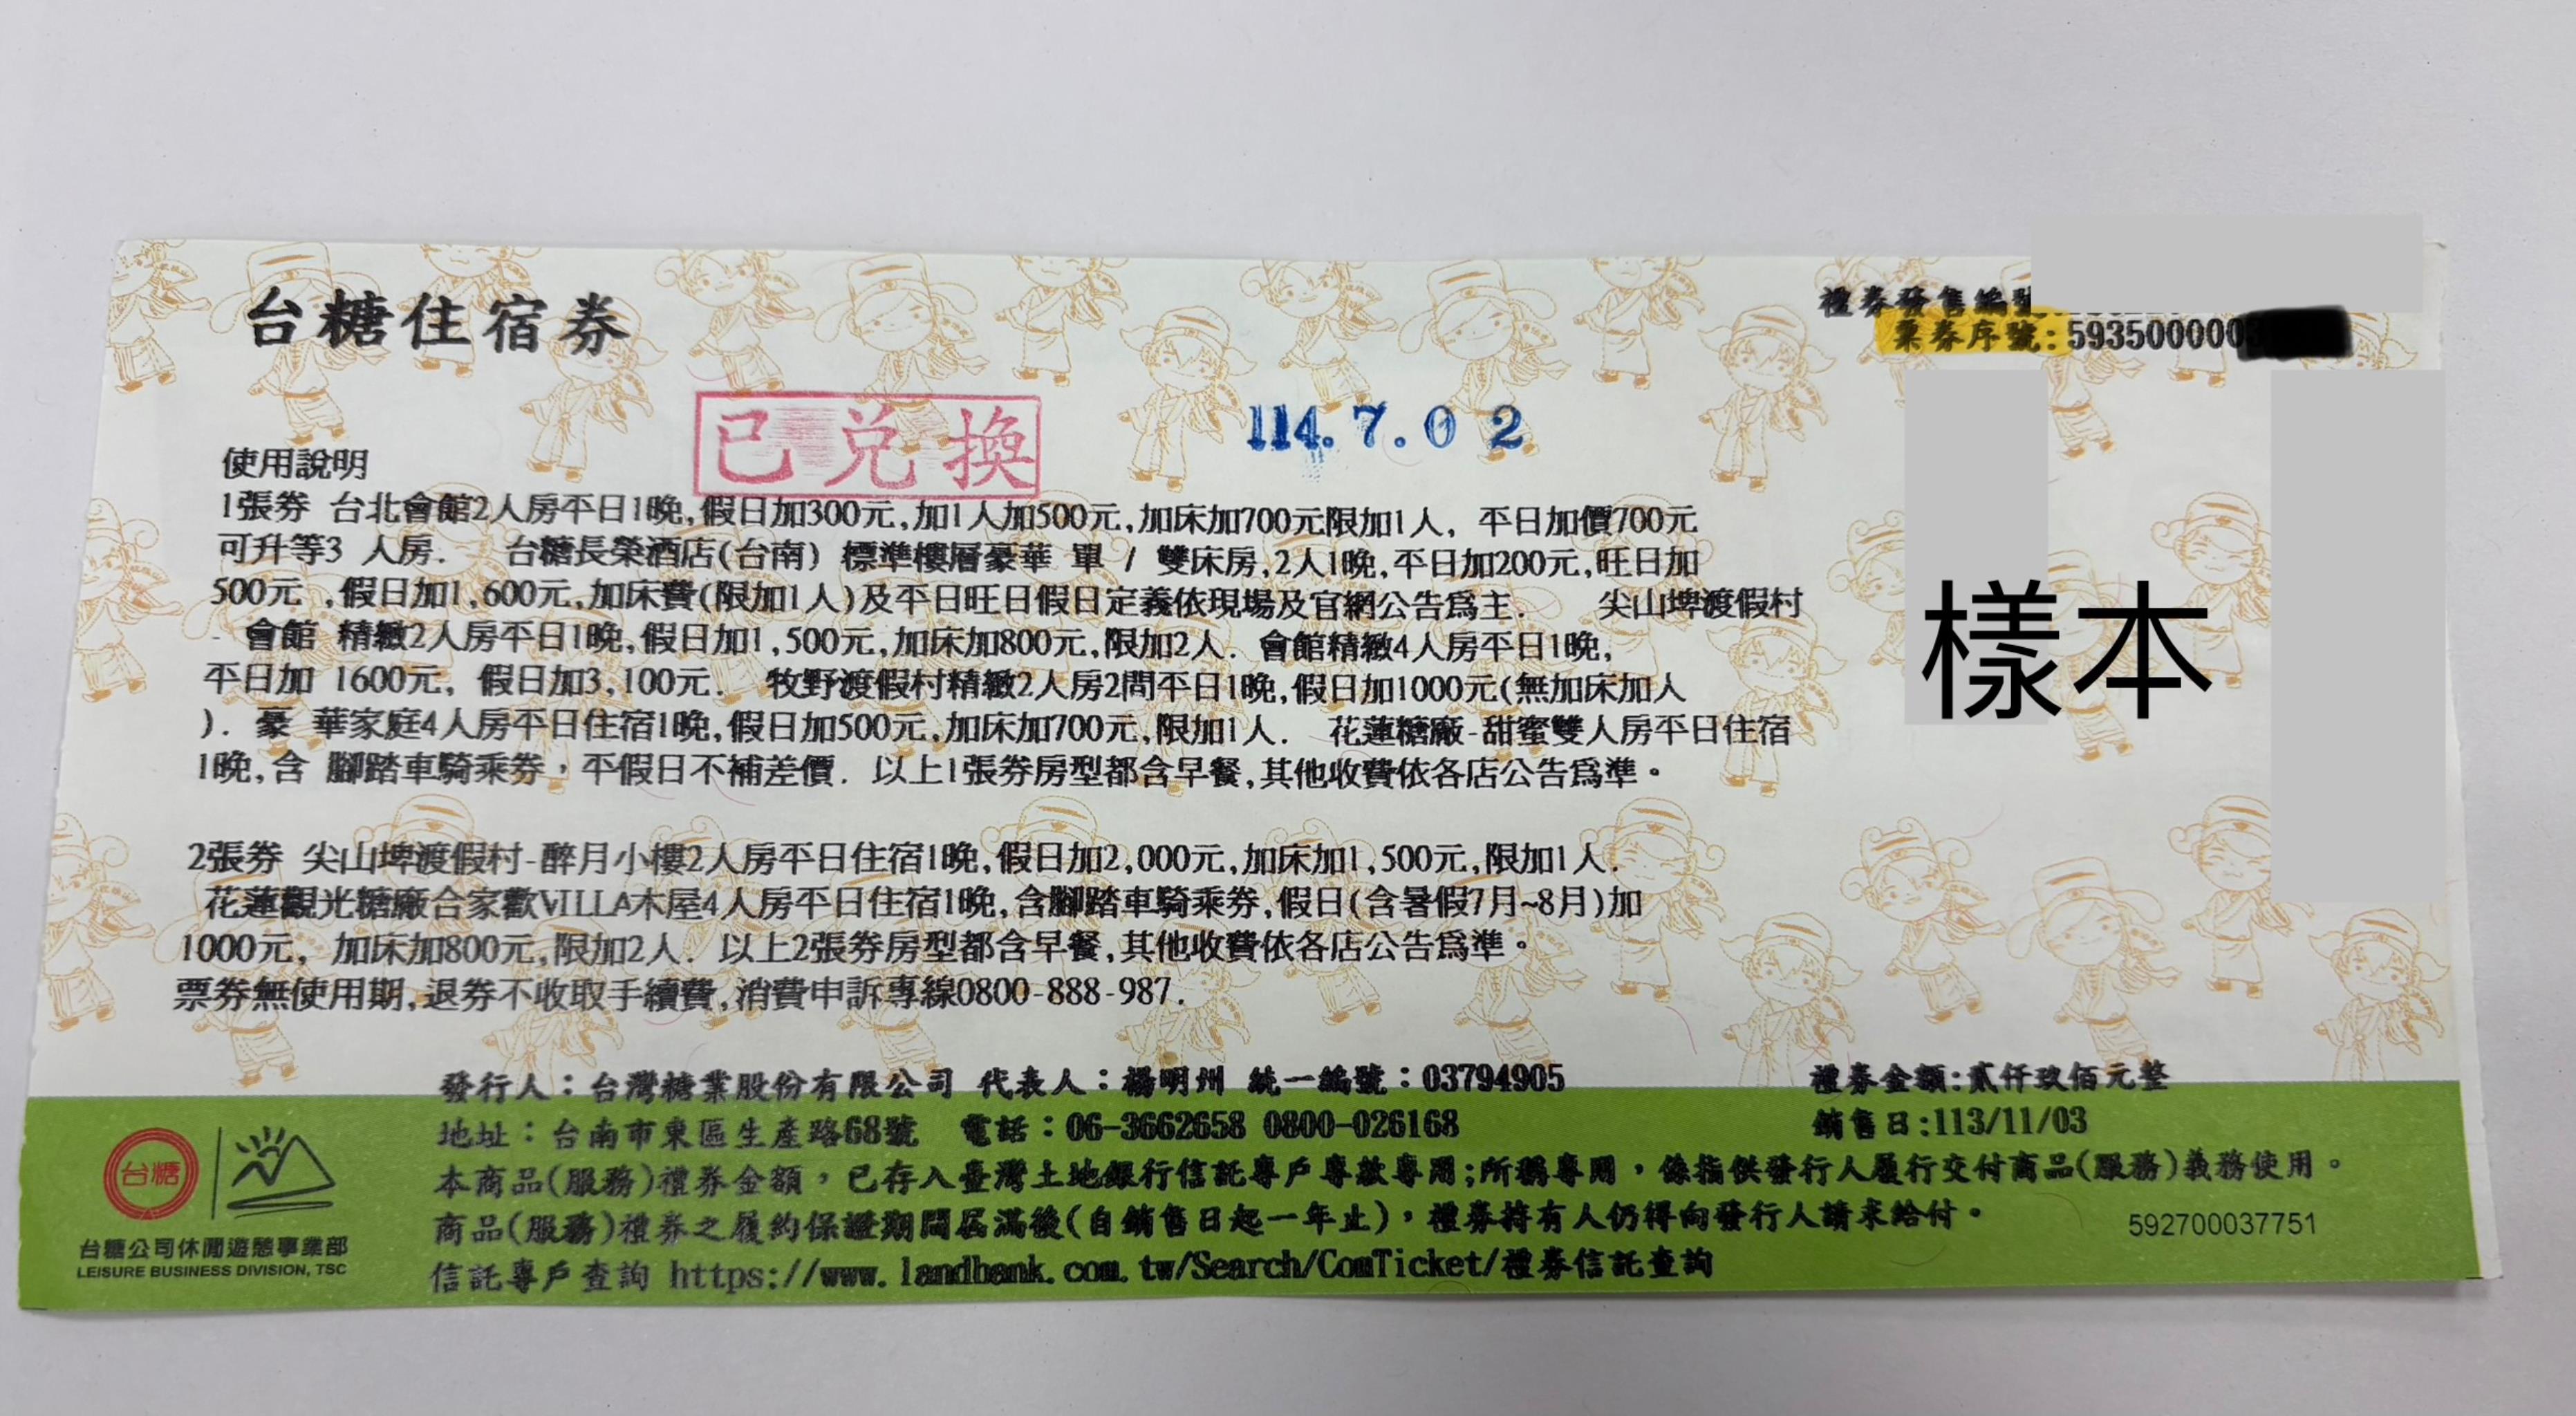 台糖住宿券
禮券發售編號
票券序號:593500000
已兌換
114.7.02
使用說明
1張券 台北會館2人房平日1晚,假日加300元,加1人加500元,加床加700元限加1人, 平日加價700元
可升等3 人房. 台糖長榮酒店(台南) 標準樓層豪華 單 / 雙床房,2人1晚,平日加200元,旺日加
500元 ,假日加1,600元,加床費(限加1人)及平日旺日假日定義依現場及官網公告為主. 尖山埤渡假村
- 會館 精緻2人房平日1晚,假日加1,500元,加床加800元,限加2人. 會館精緻4人房平日1晚,
平日加 1600元, 假日加3,100元. 牧野渡假村精緻2人房2間平日1晚,假日加1000元(無加床加人
). 豪 華家庭4人房平日住宿1晚,假日加500元,加床加700元,限加1人. 花蓮糖廠-甜蜜雙人房平日住宿
1晚,含 腳踏車騎乘券，平假日不補差價. 以上1張券房型都含早餐,其他收費依各店公告為準。
樣本
2張券 尖山埤渡假村-醉月小樓2人房平日住宿1晚,假日加2,000元,加床加1,500元,限加1人.
花蓮觀光糖廠合家歡VILLA木屋4人房平日住宿1晚,含腳踏車騎乘券,假日(含暑假7月~8月)加
1000元, 加床加800元,限加2人. 以上2張券房型都含早餐,其他收費依各店公告為準。
票券無使用期,退券不收取手續費,消費申訴專線0800-888-987.
發行人：台灣糖業股份有限公司 代表人：楊明州 統一編號：03794905
禮券金額:貳仟玖佰元整
地址：台南市東區生產路68號 電話：06-3662658 0800-026168
銷售日:113/11/03
本商品(服務)禮券金額，已存入臺灣土地銀行信託專戶專款專用;所稱專用，係指供發行人履行交付商品(服務)義務使用。
商品(服務)禮券之履約保證期間屆滿後(自銷售日起一年止)，禮券持有人仍得向發行人請求給付。
592700037751
信託專戶查詢 https://www.landbank.com.tw/Search/ComTicket/禮券信託查詢
台糖
台糖公司休閒遊憩事業部
LEISURE BUSINESS DIVISION, TSC